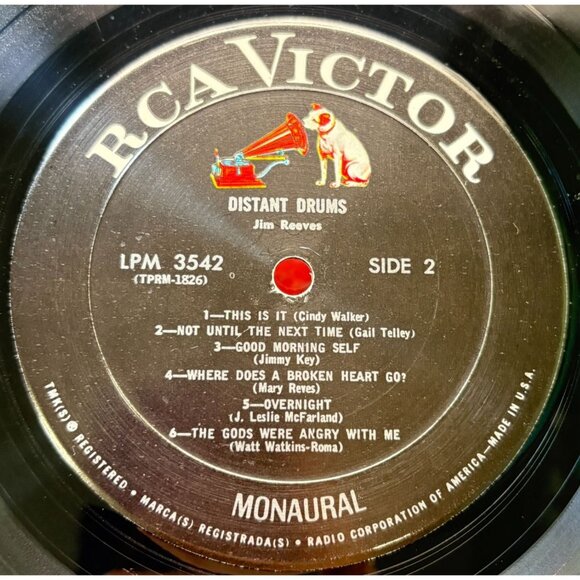 RCA VICTOR
DISTANT DRUMS
Jim Reeves
LPM 3542
(TPRM-1826)
SIDE 2
1—THIS IS IT (Cindy Walker)
2—NOT UNTIL THE NEXT TIME (Gail Telley)
3—GOOD MORNING SELF
(Jimmy Key)
4—WHERE DOES A BROKEN HEART GO?
(Mary Reves)
5—OVERNIGHT
(J. Leslie McFarland)
6—THE GODS WERE ANGRY WITH ME
(Watt Watkins-Roma)
MONAURAL
TMK(S) ® REGISTERED • MARCA(S) REGISTRADA(S) • RADIO CORPORATION OF AMERICA—MADE IN U.S.A.